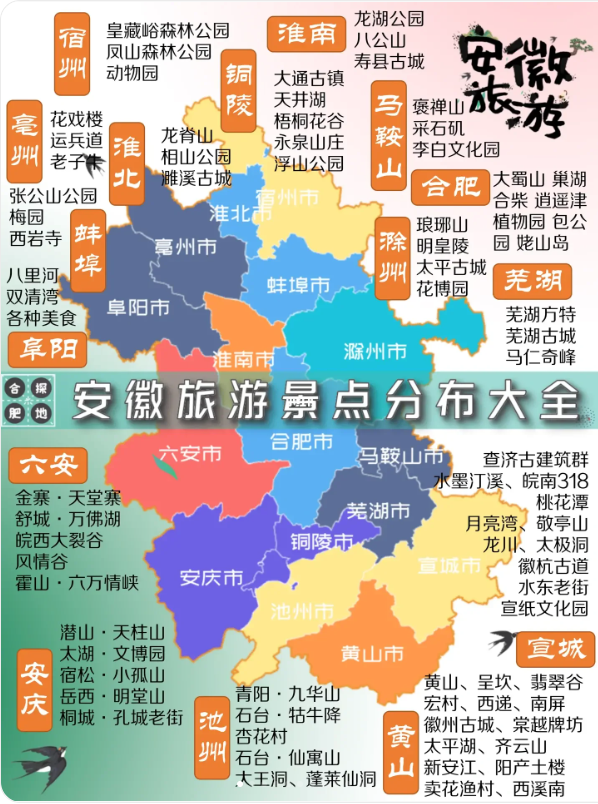 安徽
旅游
宿州
皇藏峪森林公园
凤山森林公园
动物园
淮南
龙湖公园
八公山
寿县古城
铜陵
大通古镇
天井湖
梧桐花谷
永泉山庄
浮山公园
马鞍山
褒禅山
采石矶
李白文化园
亳州
花戏楼
运兵道
老子
淮北
龙脊山
相山公园
濉溪古城
合肥
大蜀山 巢湖
合柴 逍遥津
植物园 包公
园 姥山岛
蚌埠
张公山公园
梅园
西岩寺
滁州
琅琊山
明皇陵
太平古城
花博园
芜湖
芜湖方特
芜湖古城
马仁奇峰
阜阳
八里河
双清湾
各种美食
宿州市
淮北市
亳州市
蚌埠市
阜阳市
淮南市
滁州市
合肥探地
安徽旅游景点分布大全
六安市
合肥市
马鞍山市
芜湖市
铜陵市
安庆市
宣城市
池州市
黄山市
六安
金寨·天堂寨
舒城·万佛湖
皖西大裂谷
风情谷
霍山·六万情峡
查济古建筑群
水墨汀溪、皖南318
桃花潭
月亮湾、敬亭山
龙川、太极洞
徽杭古道
水东老街
宣纸文化园
宣城
安庆
潜山·天柱山
太湖·文博园
宿松·小孤山
岳西·明堂山
桐城·孔城老街
池州
青阳·九华山
石台·牯牛降
杏花村
石台·仙寓山
大王洞、蓬莱仙洞
黄山
黄山、呈坎、翡翠谷
宏村、西递、南屏
徽州古城、棠越牌坊
太平湖、齐云山
新安江、阳产土楼
卖花渔村、西溪南